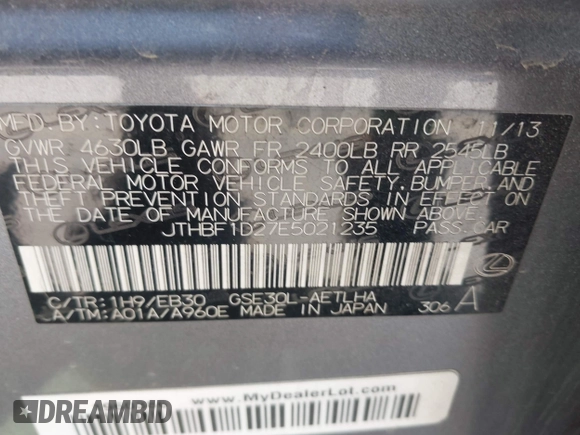 MFD. BY: TOYOTA MOTOR CORPORATION 11/13
GVWR 4630LB GAWR FR 2400LB RR 2545LB
THIS VEHICLE CONFORMS TO ALL APPLICABLE
FEDERAL MOTOR VEHICLE SAFETY, BUMPER, AND
THEFT PREVENTION STANDARDS IN EFFECT ON
THE DATE OF MANUFACTURE SHOWN ABOVE.
JTHBF1D27E5021235 PASS. CAR
C/TR: 1H9/EB30 GSE30L-AETLHA
A/TM: A01A/A960E MADE IN JAPAN 306 A
www.MyDealerLot.com
DREAMBID